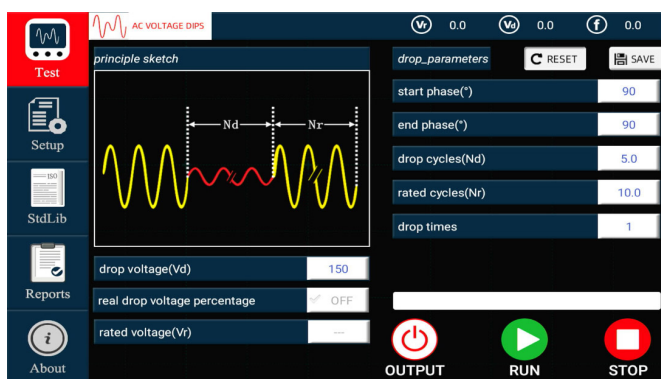 AC VOLTAGE DIPS
Vr 0.0 Vd 0.0 f 0.0
Test
Setup
ISO
StdLib
Reports
i
About
principle sketch
Nd
Nr
drop voltage(Vd) 150
real drop voltage percentage OFF
rated voltage(Vr) ---
drop_parameters RESET SAVE
start phase(°) 90
end phase(°) 90
drop cycles(Nd) 5.0
rated cycles(Nr) 10.0
drop times 1
OUTPUT RUN STOP